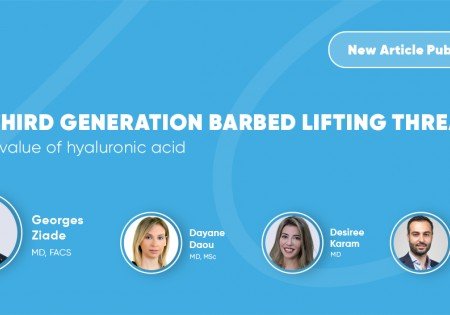 New Article Pub
HIRD GENERATION BARBED LIFTING THREA
value of hyaluronic acid
Georges
Ziade
MD, FACS
Dayane
Daou
MD, MSc
Desiree
Karam
MD